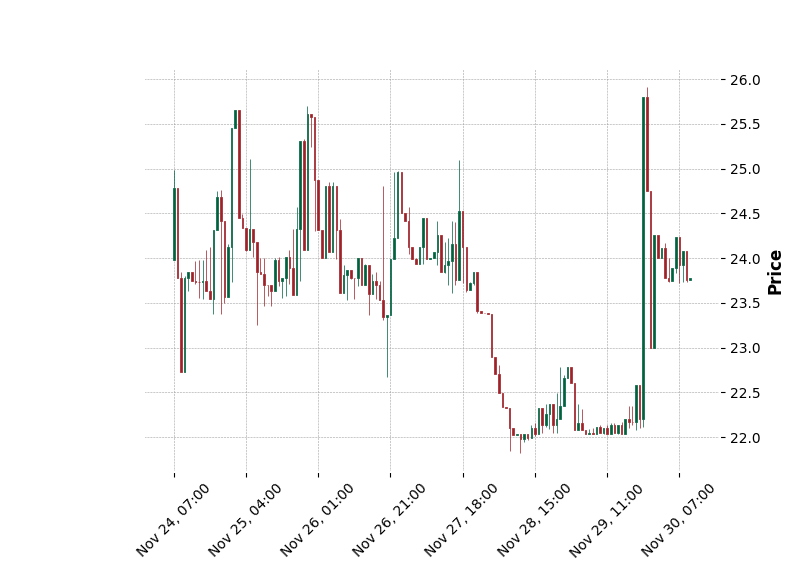 26.0
25.5
25.0
24.5
24.0
23.5
23.0
22.5
22.0
Price
Nov 24, 07:00
Nov 25, 04:00
Nov 26, 01:00
Nov 26, 21:00
Nov 27, 18:00
Nov 28, 15:00
Nov 29, 11:00
Nov 30, 07:00